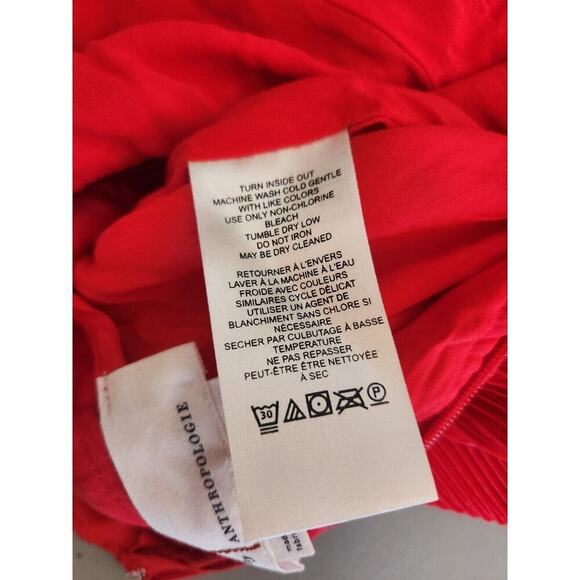 TURN INSIDE OUT
MACHINE WASH COLD GENTLE
WITH LIKE COLORS
USE ONLY NON-CHLORINE
BLEACH
TUMBLE DRY LOW
DO NOT IRON
MAY BE DRY CLEANED
RETOURNER À L'ENVERS
LAVER À LA MACHINE À L'EAU
FROIDE AVEC COULEURS
SIMILAIRES CYCLE DÉLICAT
UTILISER UN AGENT DE
BLANCHIMENT SANS CHLORE SI
NÉCESSAIRE
SECHER PAR CULBUTAGE À BASSE
TEMPERATURE
NE PAS REPASSER
PEUT-ÊTRE ÊTRE NETTOYÉE
À SEC
30 P
ANTHROPOLOGIE
mad
fabri